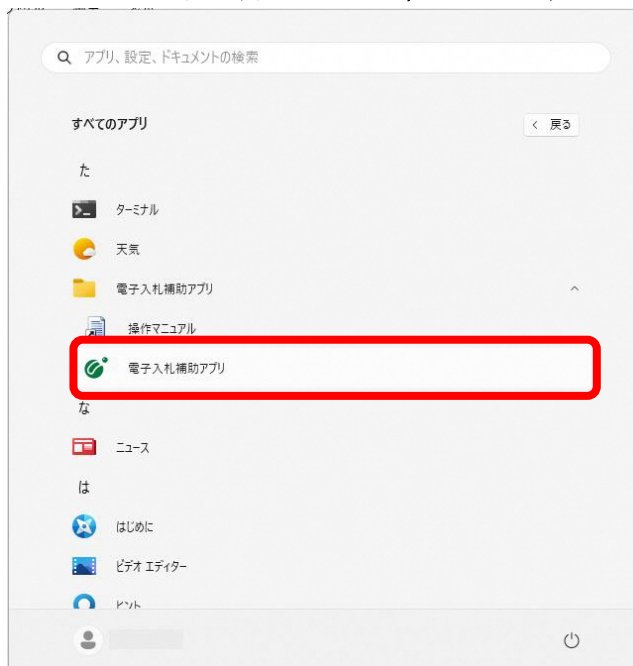 アプリ、設定、ドキュメントの検索
すべてのアプリ
< 戻る
た
ターミナル
天気
電子入札補助アプリ
操作マニュアル
電子入札補助アプリ
な
ニュース
は
はじめに
ビデオ エディター
ヒント